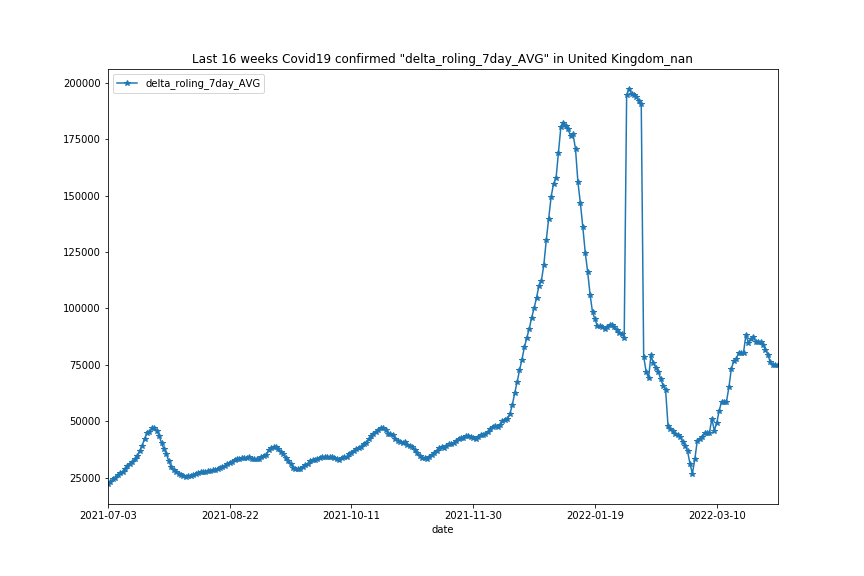 Last 16 weeks Covid19 confirmed "delta_roling_7day_AVG" in United Kingdom_nan
delta_roling_7day_AVG
200000
175000
150000
125000
100000
75000
50000
25000
2021-07-03 2021-08-22 2021-10-11 2021-11-30 2022-01-19 2022-03-10
date